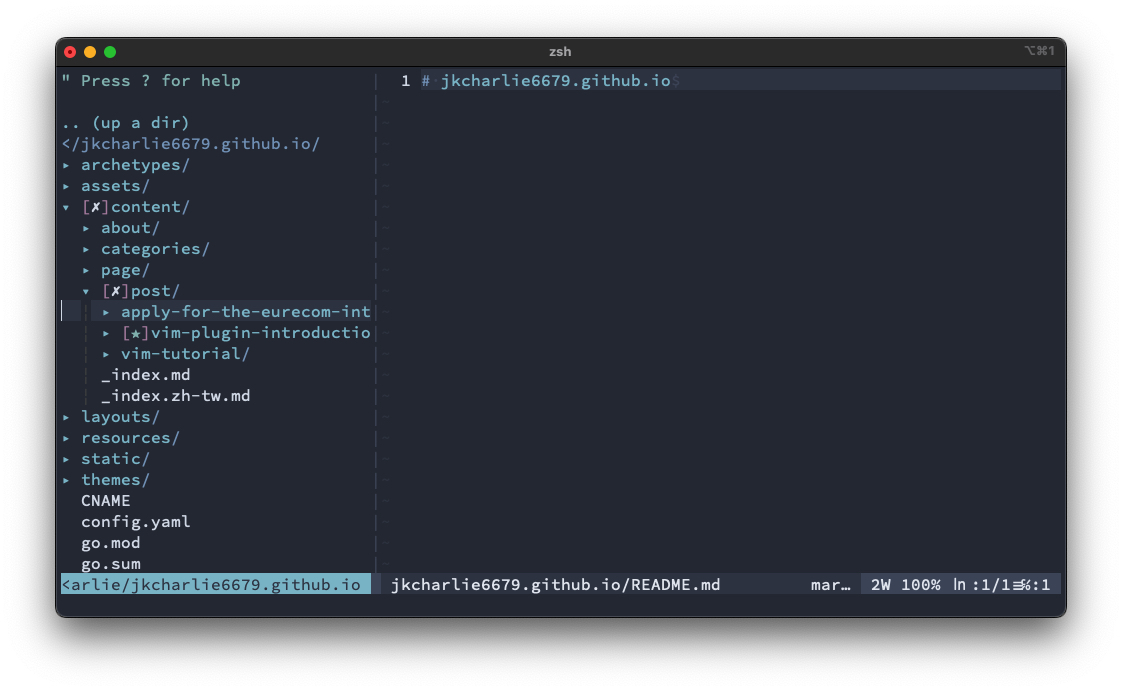 zsh
⌥⌘1
" Press ? for help
.. (up a dir)
</jkcharlie6679.github.io/
▸ archetypes/
▸ assets/
▾ [✗]content/
▸ about/
▸ categories/
▸ page/
▾ [✗]post/
▸ apply-for-the-eurecom-int
▸ [★]vim-plugin-introductio
▸ vim-tutorial/
_index.md
_index.zh-tw.md
▸ layouts/
▸ resources/
▸ static/
▸ themes/
CNAME
config.yaml
go.mod
go.sum
<arlie/jkcharlie6679.github.io
1 # jkcharlie6679.github.io$
jkcharlie6679.github.io/README.md mar… 2W 100% ln :1/1≡%:1